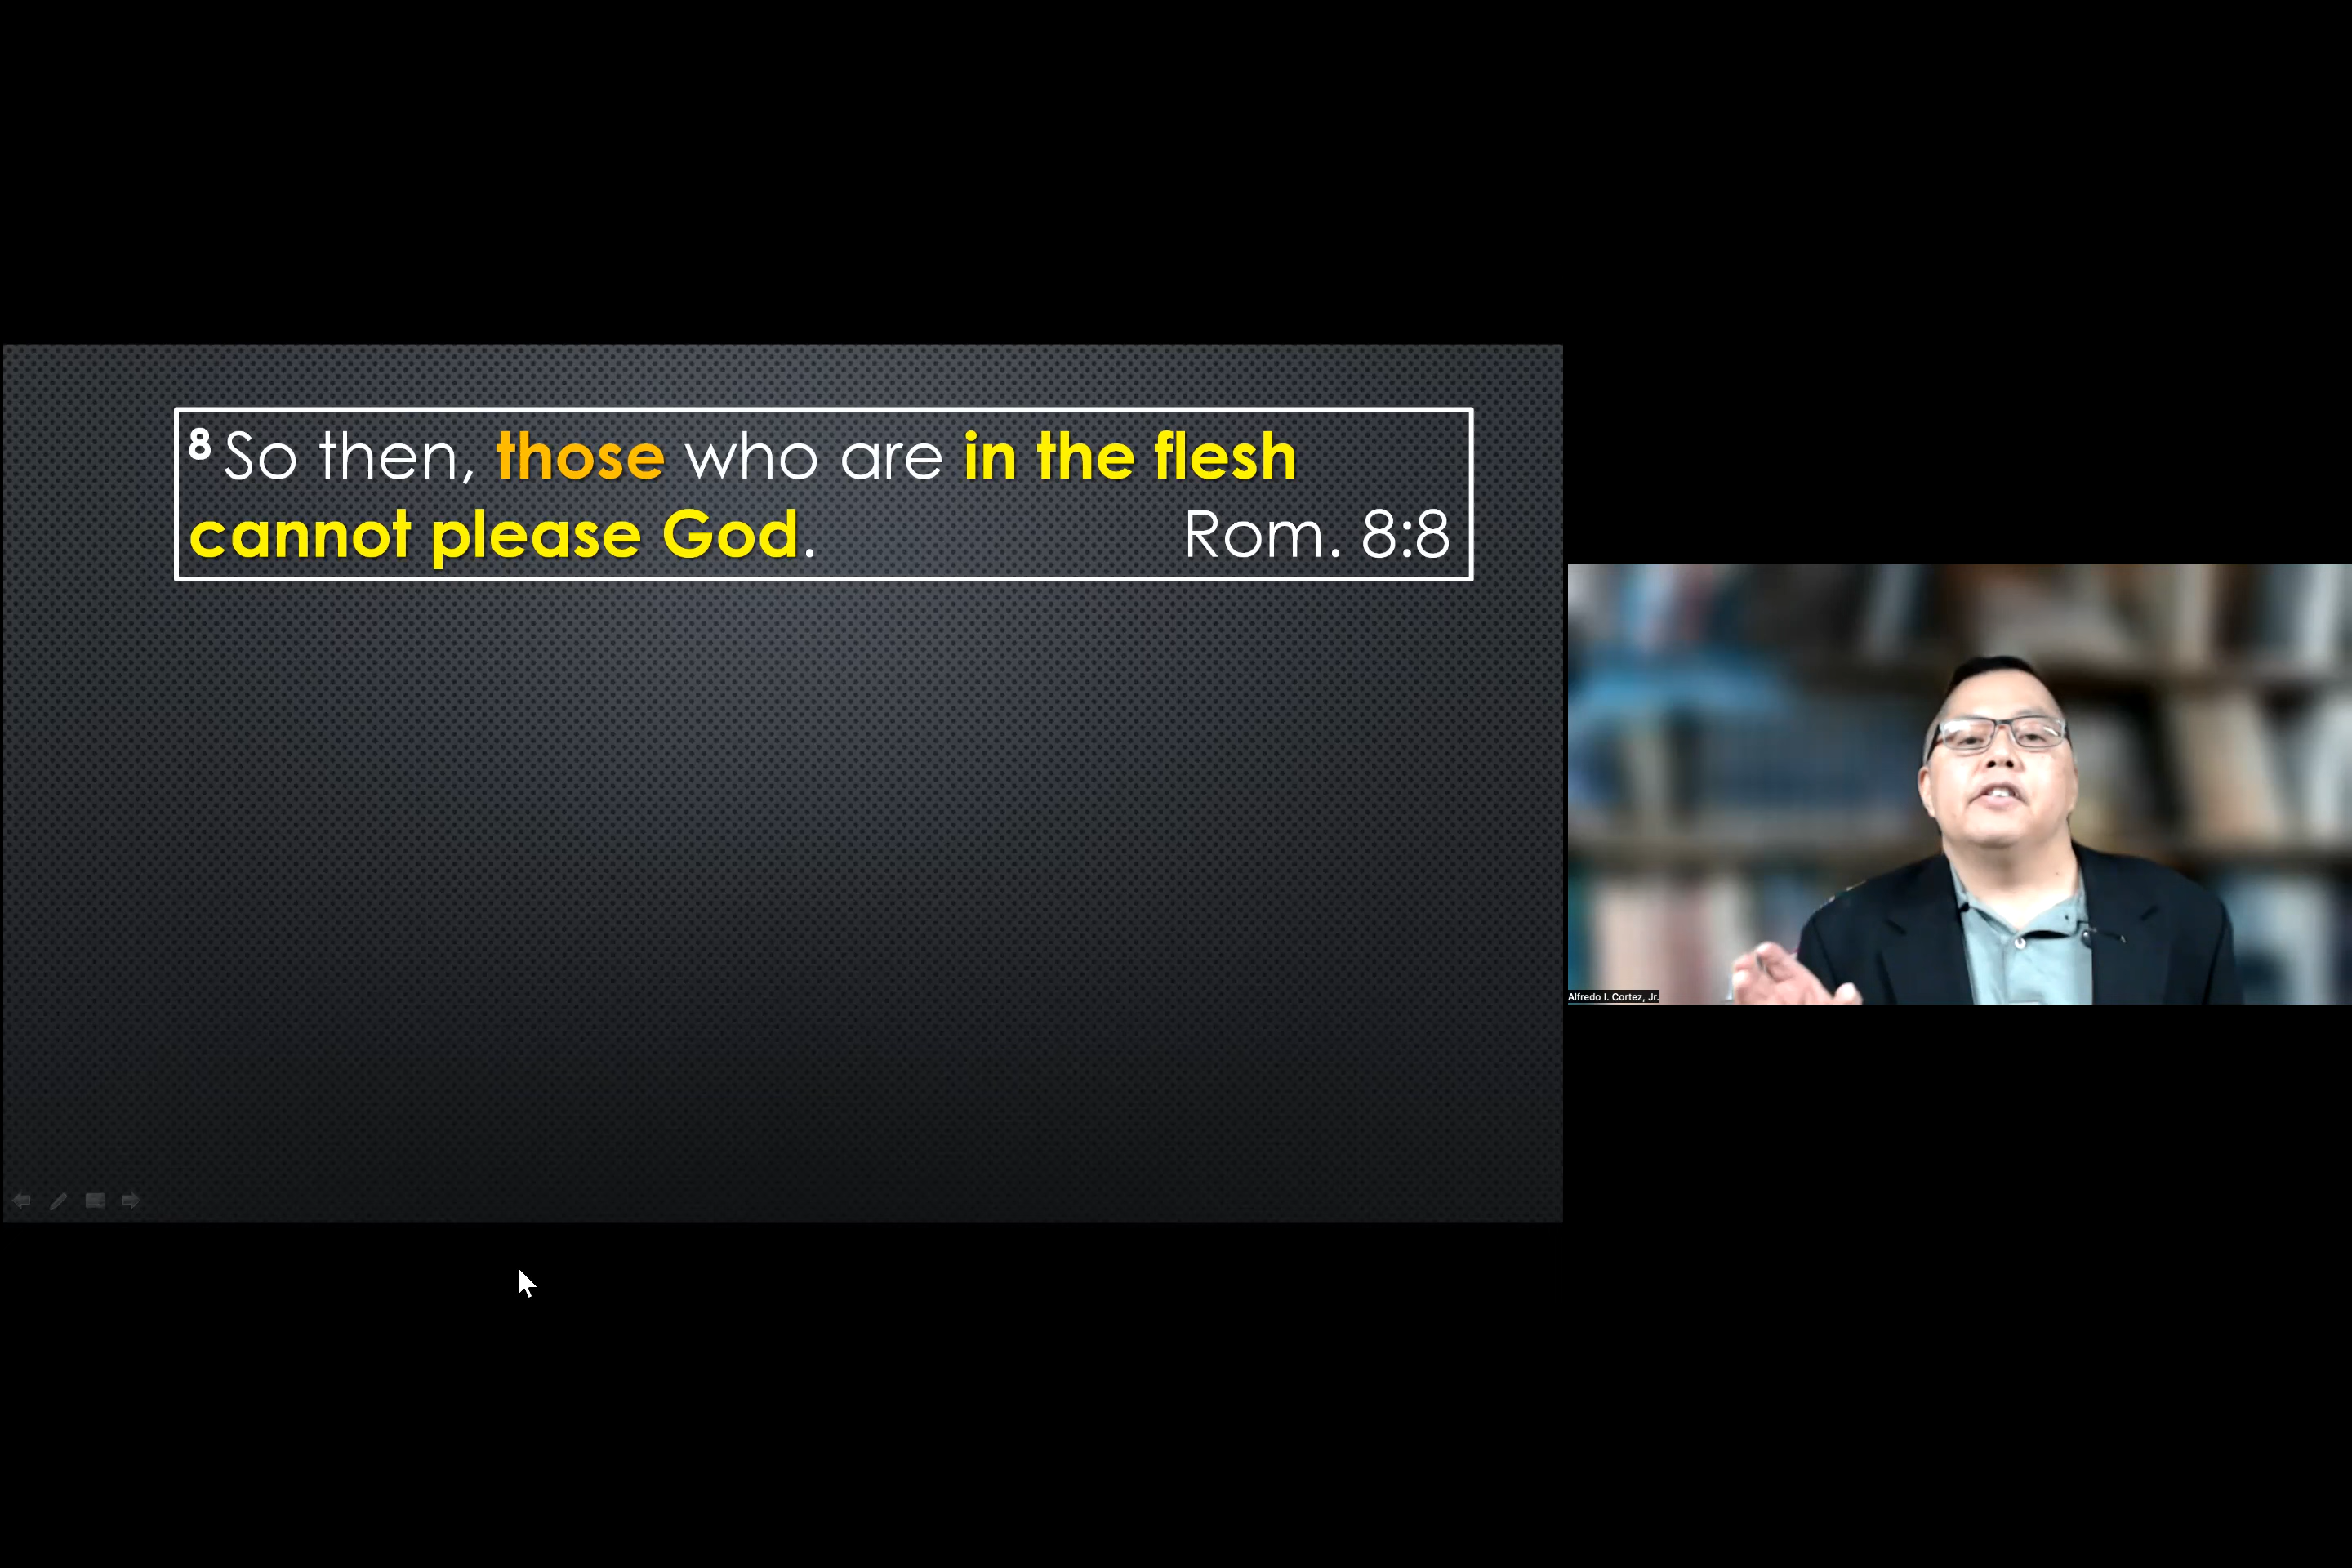 8 So then, those who are in the flesh
cannot please God. Rom. 8:8
Alfredo I. Cortez, Jr.